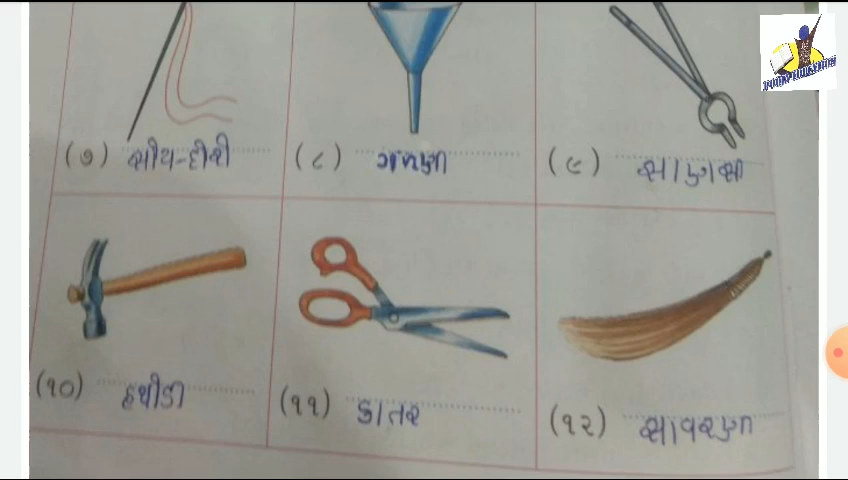 (૭) સોય-દોરી (૮) ગળણી (૯) સાણસી
(૧૦) હથોડી (૧૧) કાતર (૧૨) સાવરણી